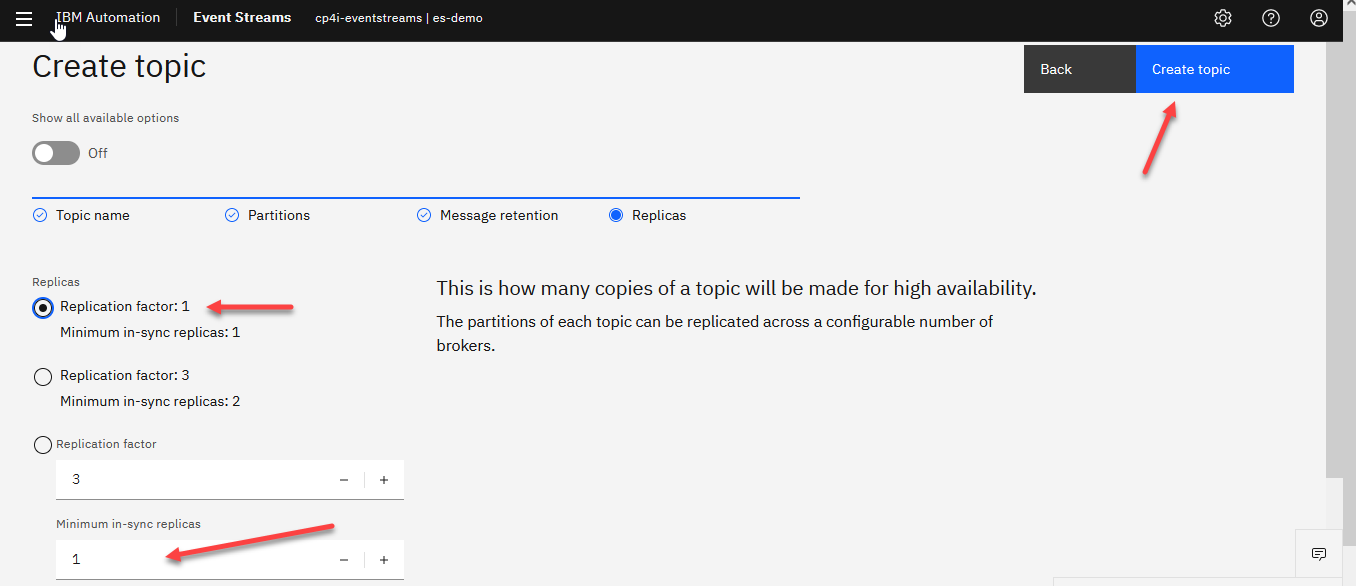 IBM Automation
Event Streams
cp4i-eventstreams | es-demo
Create topic
Back
Create topic
Show all available options
Off
Topic name
Partitions
Message retention
Replicas
Replicas
Replication factor: 1
Minimum in-sync replicas: 1
Replication factor: 3
Minimum in-sync replicas: 2
Replication factor
3
Minimum in-sync replicas
1
This is how many copies of a topic will be made for high availability.
The partitions of each topic can be replicated across a configurable number of
brokers.